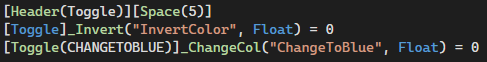 [Header(Toggle)][Space(5)]
[Toggle]_Invert("InvertColor", Float) = 0
[Toggle(CHANGETOBLUE)]_ChangeCol("ChangeToBlue", Float) = 0